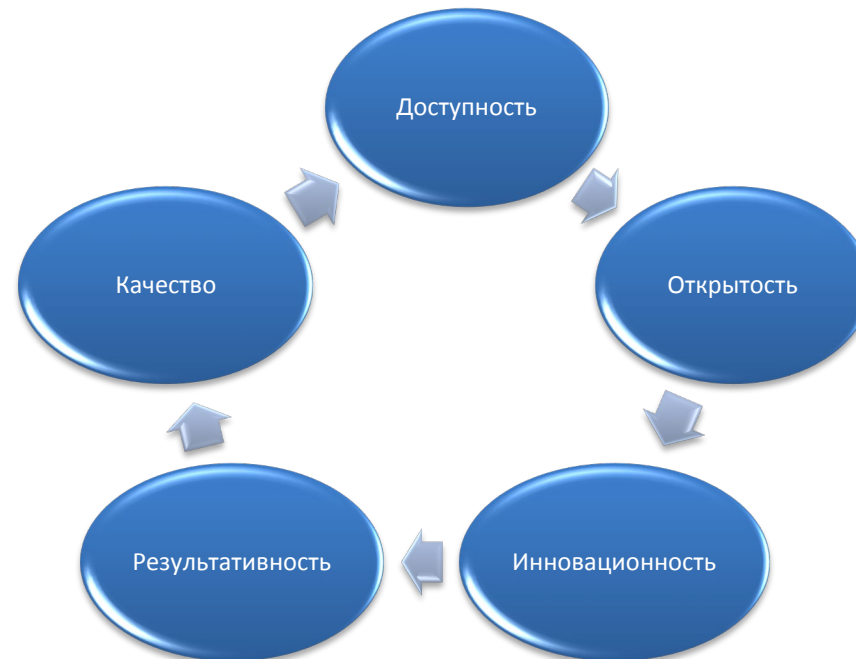 Доступность
Открытость
Инновационность
Результативность
Качество